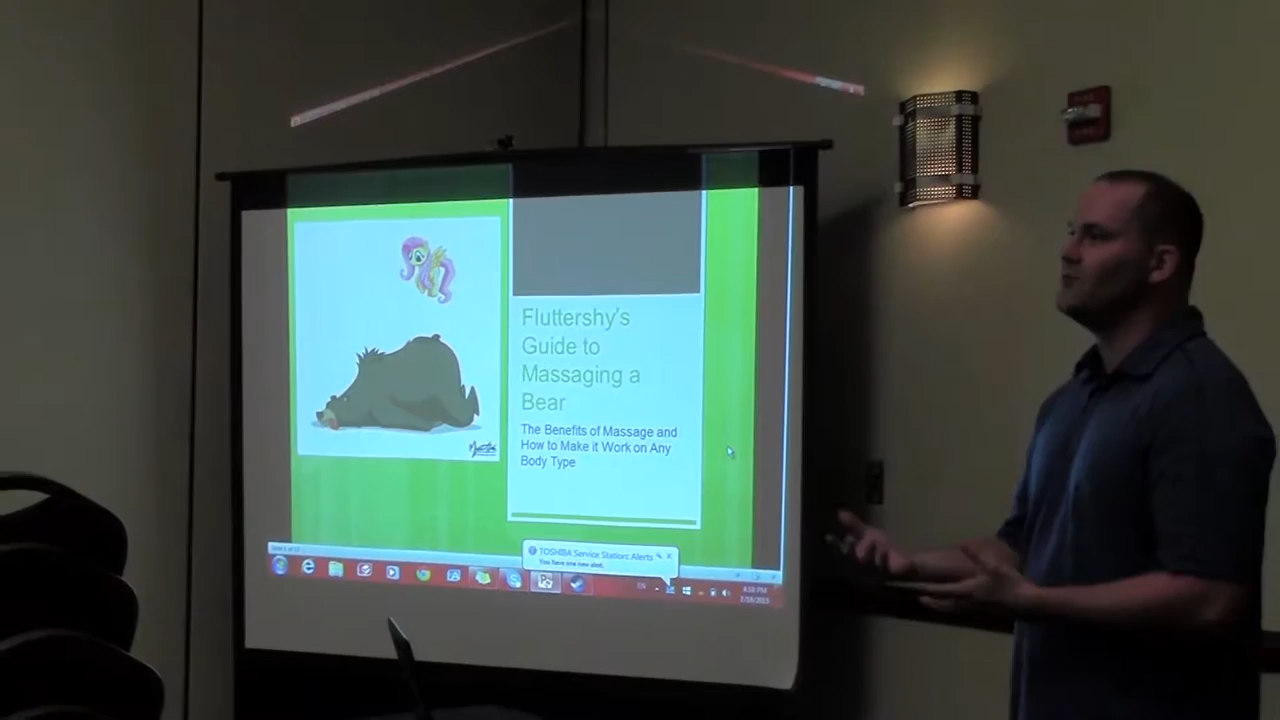 Fluttershy's
Guide to
Massaging a
Bear
The Benefits of Massage and
How to Make it Work on Any
Body Type
TOSHIBA Service Station: Alerts
You have one new alert.